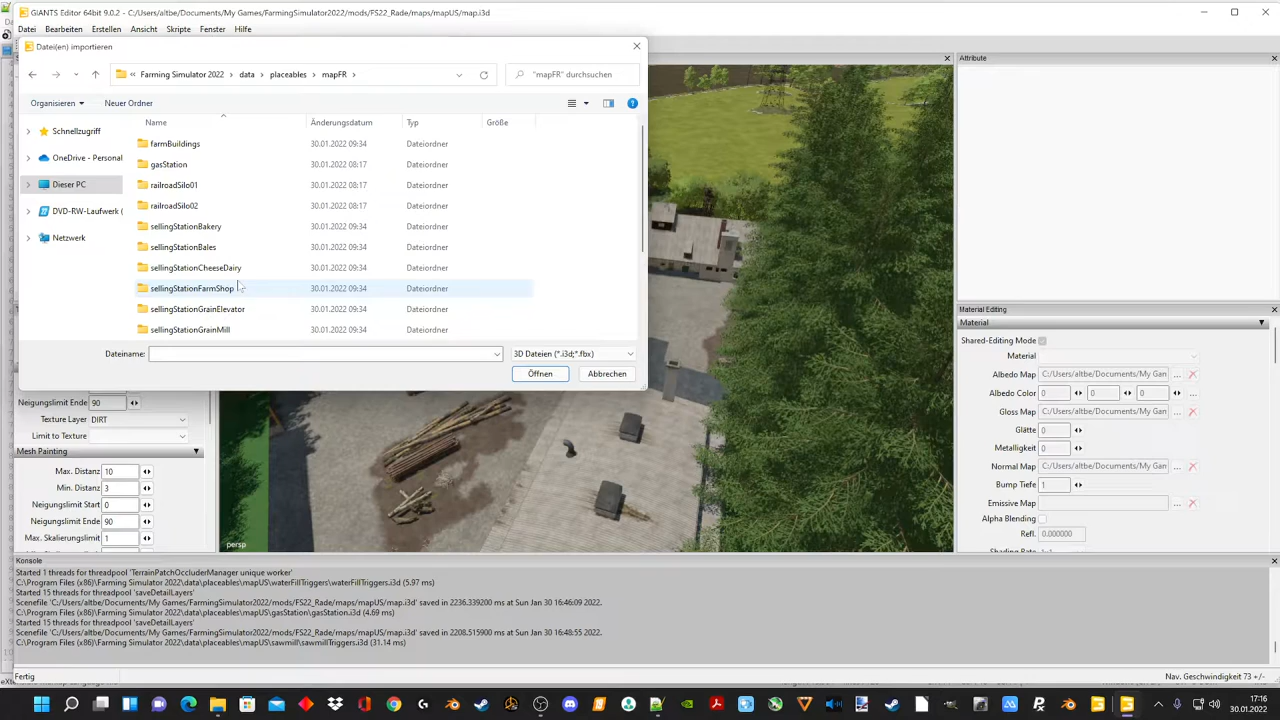 GIANTS Editor 64bit 9.0.2 - C:/Users/altbe/Documents/My Games/FarmingSimulator2022/mods/FS22_Rade/maps/mapUS/map.i3d
Datei Bearbeiten Erstellen Ansicht Skripte Fenster Hilfe
Datei(en) importieren
Attribute
« Farming Simulator 2022 › data › placeables › mapFR ›
"mapFR" durchsuchen
Organisieren Neuer Ordner
Name Änderungsdatum Typ Größe
Schnellzugriff
OneDrive - Personal
Dieser PC
DVD-RW-Laufwerk (
Netzwerk
farmBuildings 30.01.2022 09:34 Dateiordner
gasStation 30.01.2022 08:17 Dateiordner
railroadSilo01 30.01.2022 08:17 Dateiordner
railroadSilo02 30.01.2022 08:17 Dateiordner
sellingStationBakery 30.01.2022 09:34 Dateiordner
sellingStationBales 30.01.2022 09:34 Dateiordner
sellingStationCheeseDairy 30.01.2022 09:34 Dateiordner
sellingStationFarmShop 30.01.2022 09:34 Dateiordner
sellingStationGrainElevator 30.01.2022 09:34 Dateiordner
sellingStationGrainMill 30.01.2022 09:34 Dateiordner
Dateiname: 3D Dateien (*.i3d;*.fbx)
Öffnen Abbrechen
Neigungslimit Ende 90
Texture Layer DIRT
Limit to Texture
Mesh Painting
Max. Distanz 10
Min. Distanz 3
Neigungslimit Start 0
Neigungslimit Ende 90
Max. Skalierungslimit 1
persp
Material Editing
Material
Shared-Editing Mode
Material
Albedo Map C:/Users/altbe/Documents/My Gan ...
Albedo Color 0 0 0 ...
Gloss Map C:/Users/altbe/Documents/My Gan ...
Glätte 0
Metalligkeit 0
Normal Map C:/Users/altbe/Documents/My Gan ...
Bump Tiefe 1
Emissive Map ...
Alpha Blending
Refl. 0.000000
Konsole
Started 1 threads for threadpool 'TerrainPatchOccluderManager unique worker'
C:\Program Files (x86)\Farming Simulator 2022\data\placeables\mapUS\waterFillTriggers\waterFillTriggers.i3d (5.97 ms)
Started 15 threads for threadpool 'saveDetailLayers'
Scenefile 'C:/Users/altbe/Documents/My Games/FarmingSimulator2022/mods/FS22_Rade/maps/mapUS/map.i3d' saved in 2236.339200 ms at Sun Jan 30 16:46:09 2022.
C:\Program Files (x86)\Farming Simulator 2022\data\placeables\mapUS\gasStation\gasStation.i3d (4.69 ms)
Started 15 threads for threadpool 'saveDetailLayers'
Scenefile 'C:/Users/altbe/Documents/My Games/FarmingSimulator2022/mods/FS22_Rade/maps/mapUS/map.i3d' saved in 2208.515900 ms at Sun Jan 30 16:48:55 2022.
C:\Program Files (x86)\Farming Simulator 2022\data\placeables\mapUS\sawmill\sawmillTriggers.i3d (31.14 ms)
Fertig
Nav. Geschwindigkeit 73 +/-
17:16
30.01.2022